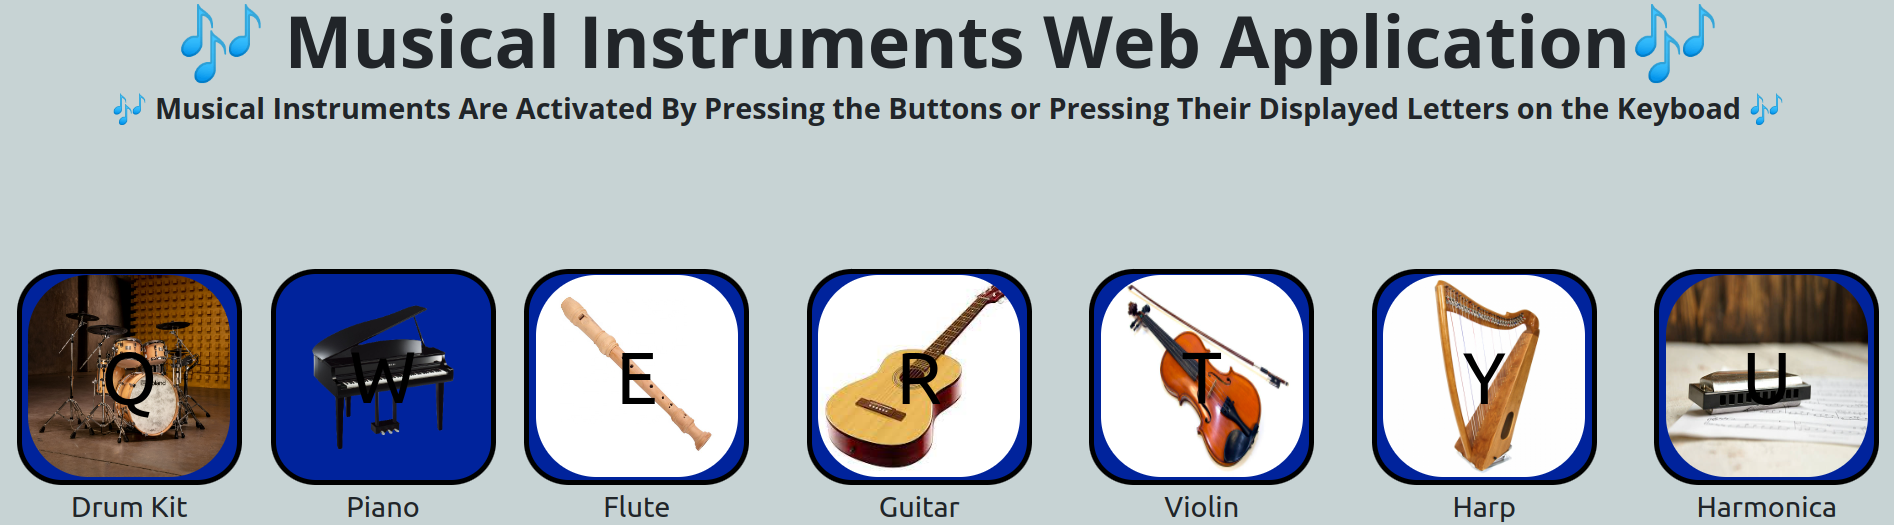 🎶 Musical Instruments Web Application🎶
🎶 Musical Instruments Are Activated By Pressing the Buttons or Pressing Their Displayed Letters on the Keyboad 🎶
Q W E R T Y U
Drum Kit Piano Flute Guitar Violin Harp Harmonica